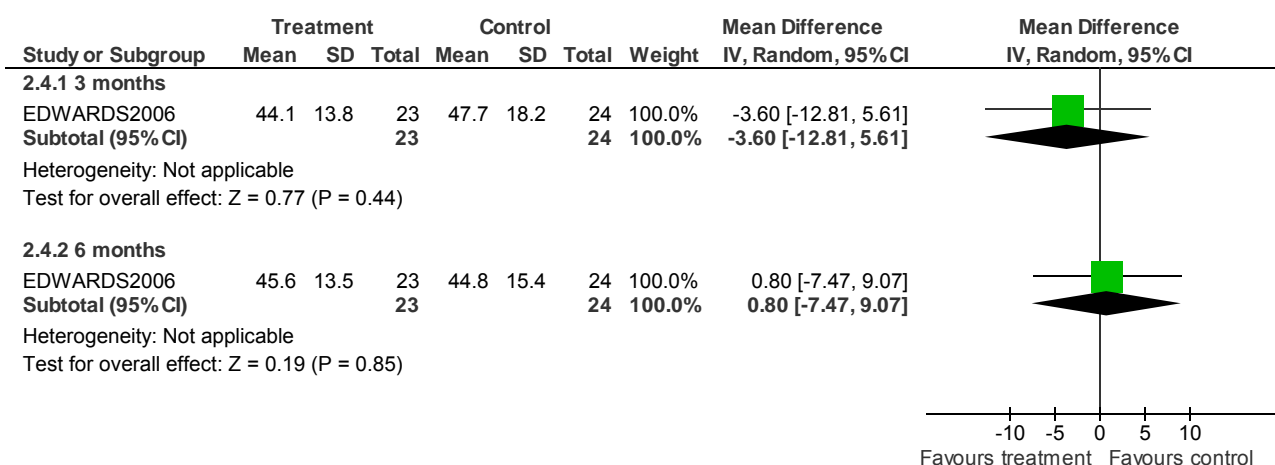 Treatment Control Mean Difference Mean Difference
Study or Subgroup Mean SD Total Mean SD Total Weight IV, Random, 95% CI IV, Random, 95% CI
2.4.1 3 months
EDWARDS2006 44.1 13.8 23 47.7 18.2 24 100.0% -3.60 [-12.81, 5.61]
Subtotal (95% CI) 23 24 100.0% -3.60 [-12.81, 5.61]
Heterogeneity: Not applicable
Test for overall effect: Z = 0.77 (P = 0.44)
2.4.2 6 months
EDWARDS2006 45.6 13.5 23 44.8 15.4 24 100.0% 0.80 [-7.47, 9.07]
Subtotal (95% CI) 23 24 100.0% 0.80 [-7.47, 9.07]
Heterogeneity: Not applicable
Test for overall effect: Z = 0.19 (P = 0.85)
-10 -5 0 5 10
Favours treatment Favours control